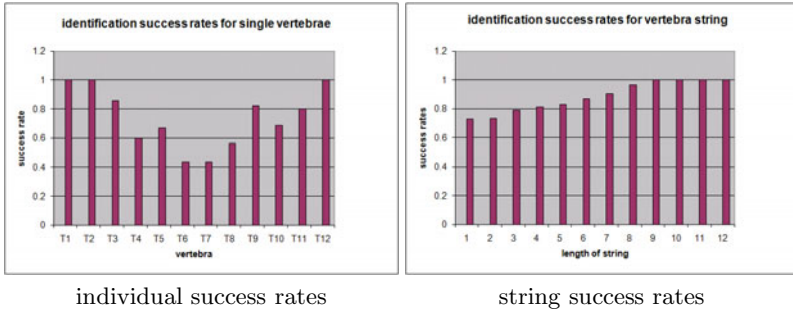 identification success rates for single vertebrae
1.2
1
0.8
0.6
0.4
0.2
0
success rate
T1 T2 T3 T4 T5 T6 T7 T8 T9 T10 T11 T12
vertebra
identification success rates for vertebra string
1.2
1
0.8
0.6
0.4
0.2
0
success rates
1 2 3 4 5 6 7 8 9 10 11 12
length of string
individual success rates
string success rates